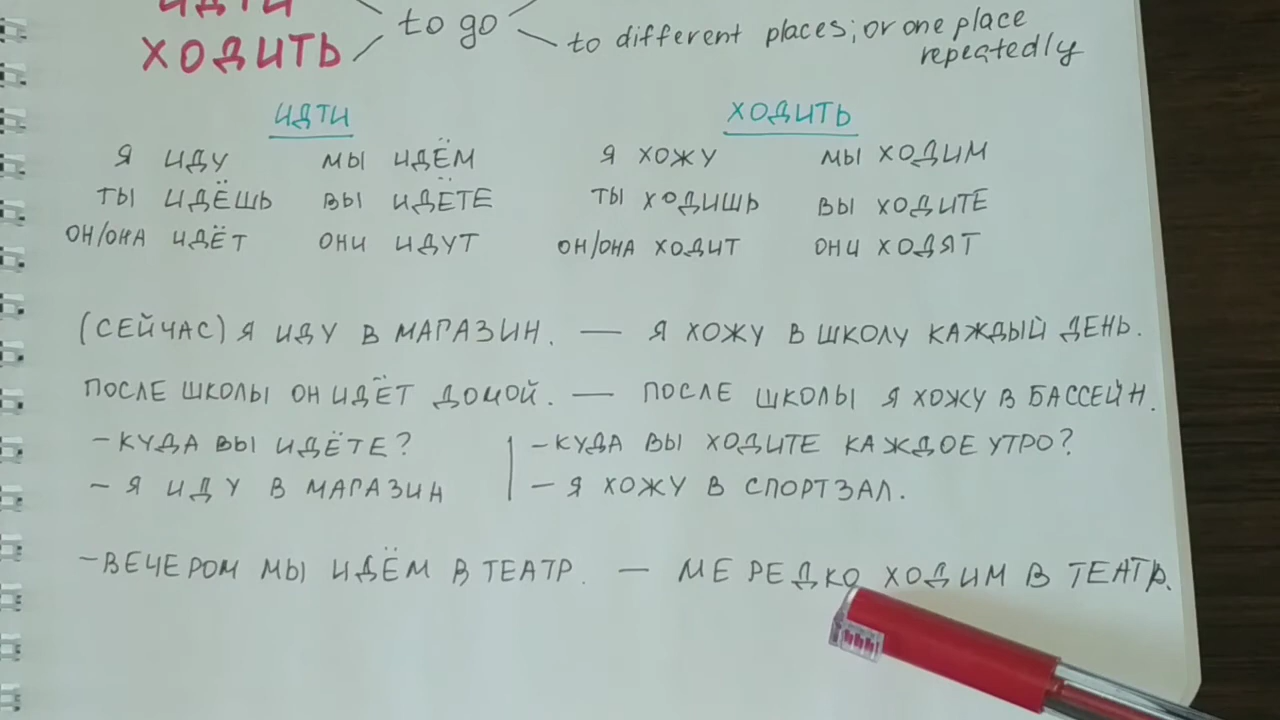 ИДТИ
ХОДИТЬ
to go
to different places; or one place
repeatedly
ИДТИ
Я ИДУ МЫ ИДЁМ
ТЫ ИДЁШЬ ВЫ ИДЁТЕ
ОН/ОНА ИДЁТ ОНИ ИДУТ
ХОДИТЬ
Я ХОЖУ МЫ ХОДИМ
ТЫ ХОДИШЬ ВЫ ХОДИТЕ
ОН/ОНА ХОДИТ ОНИ ХОДЯТ
(СЕЙЧАС) Я ИДУ В МАГАЗИН. — Я ХОЖУ В ШКОЛУ КАЖДЫЙ ДЕНЬ.
ПОСЛЕ ШКОЛЫ ОН ИДЁТ ДОМОЙ. — ПОСЛЕ ШКОЛЫ Я ХОЖУ В БАССЕЙН.
– КУДА ВЫ ИДЁТЕ?
– Я ИДУ В МАГАЗИН
– КУДА ВЫ ХОДИТЕ КАЖДОЕ УТРО?
– Я ХОЖУ В СПОРТЗАЛ.
– ВЕЧЕРОМ МЫ ИДЁМ В ТЕАТР. — МЕ РЕДКО ХОДИМ В ТЕАТР.